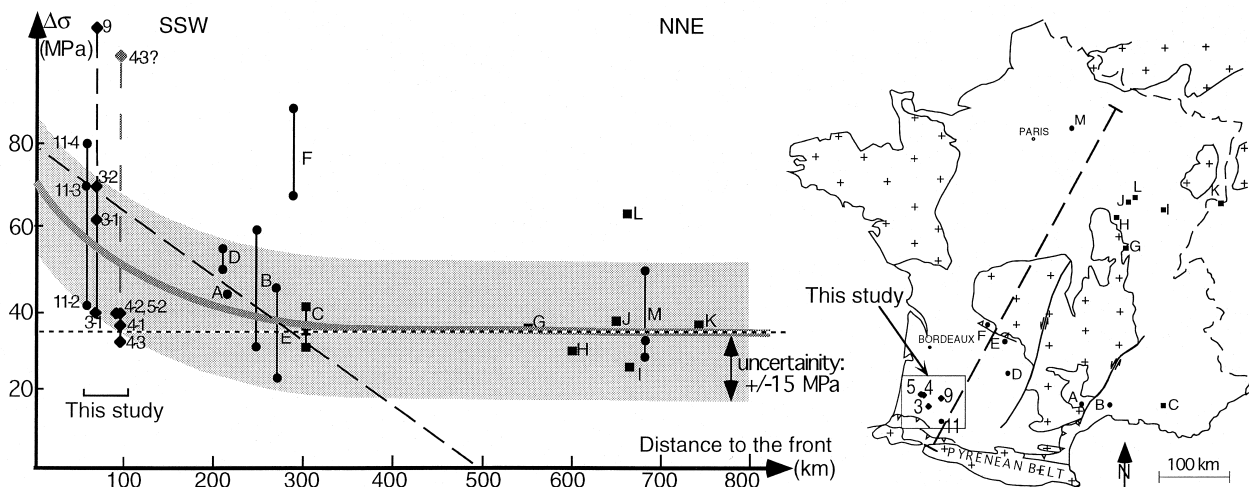 Δσ
(MPa)
SSW
NNE
9
4-3?
80
11-4
11-3
3-2
F
60
3-1
L
D
B
A
40
11-2
3-1
4-2, 5-2
4-1
4-3
C
E
G
J
M
K
H
I
20
uncertainity:
+/-15 MPa
This study
Distance to the front
(km)
100
200
300
400
500
600
700
800
PARIS
M
L
J
I
K
H
G
This study
BORDEAUX
F
E
D
5
4
9
3
11
A
B
C
PYRENEAN BELT
N
100 km